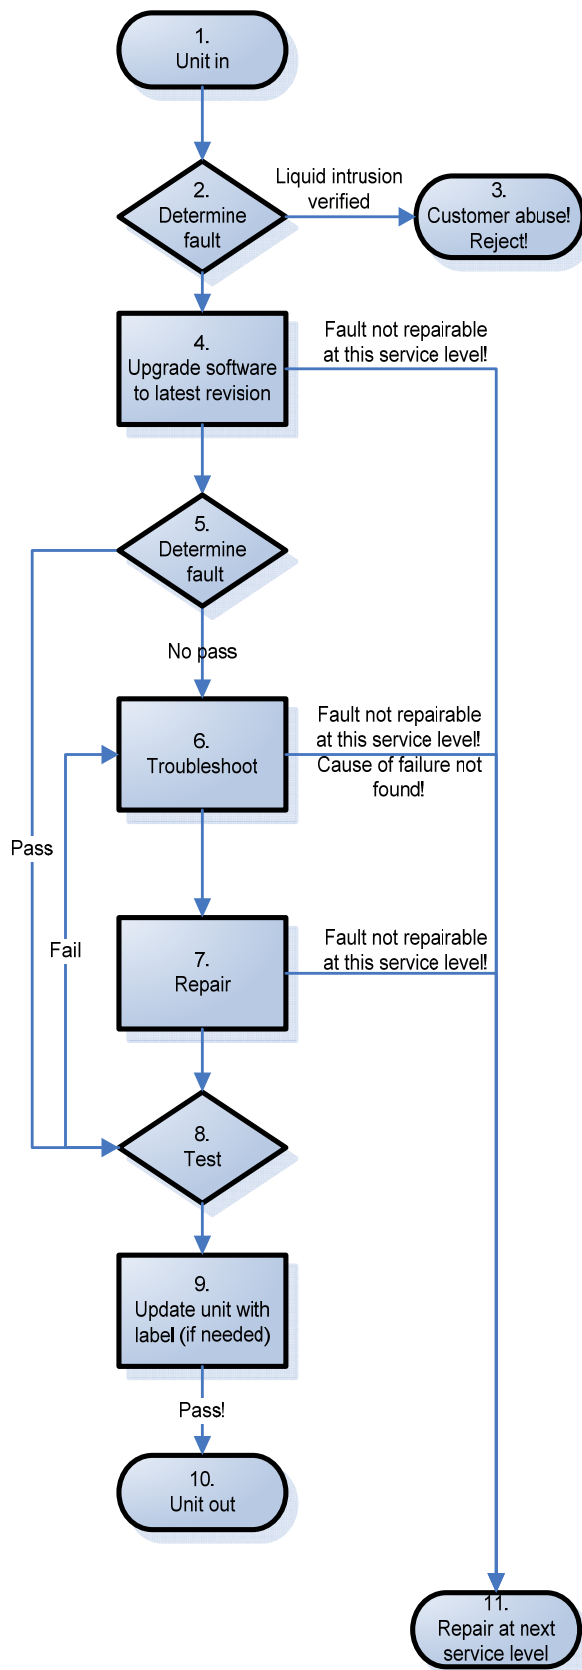 1.
Unit in
2.
Determine
fault
Liquid intrusion
verified
3.
Customer abuse!
Reject!
4.
Upgrade software
to latest revision
Fault not repairable
at this service level!
5.
Determine
fault
No pass
6.
Troubleshoot
Fault not repairable
at this service level!
Cause of failure not
found!
Pass
Fail
7.
Repair
Fault not repairable
at this service level!
8.
Test
9.
Update unit with
label (if needed)
Pass!
10.
Unit out
11.
Repair at next
service level